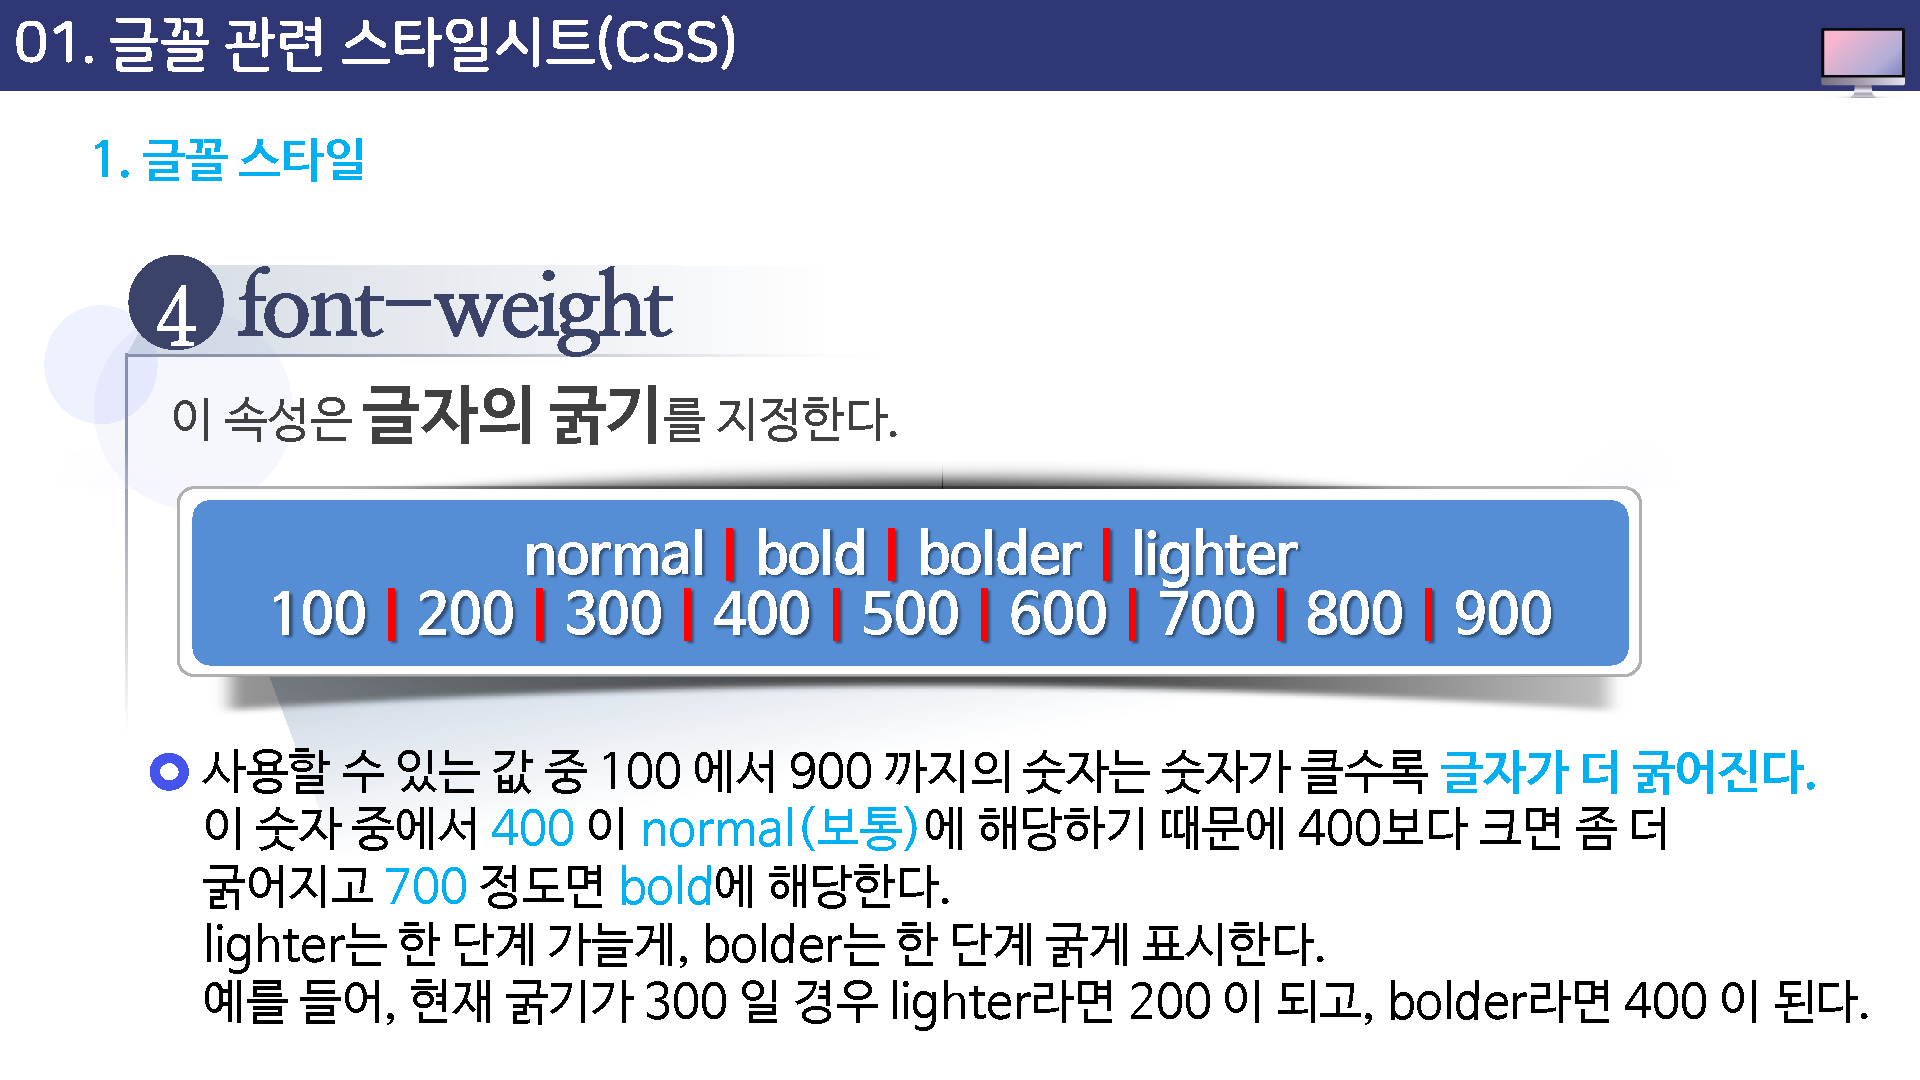 01. 글꼴 관련 스타일시트(CSS)
1. 글꼴 스타일
4 font-weight
이 속성은 글자의 굵기를 지정한다.
normal | bold | bolder | lighter
100 | 200 | 300 | 400 | 500 | 600 | 700 | 800 | 900
사용할 수 있는 값 중 100 에서 900 까지의 숫자는 숫자가 클수록 글자가 더 굵어진다.
이 숫자 중에서 400 이 normal(보통)에 해당하기 때문에 400보다 크면 좀 더
굵어지고 700 정도면 bold에 해당한다.
lighter는 한 단계 가늘게, bolder는 한 단계 굵게 표시한다.
예를 들어, 현재 굵기가 300 일 경우 lighter라면 200 이 되고, bolder라면 400 이 된다.